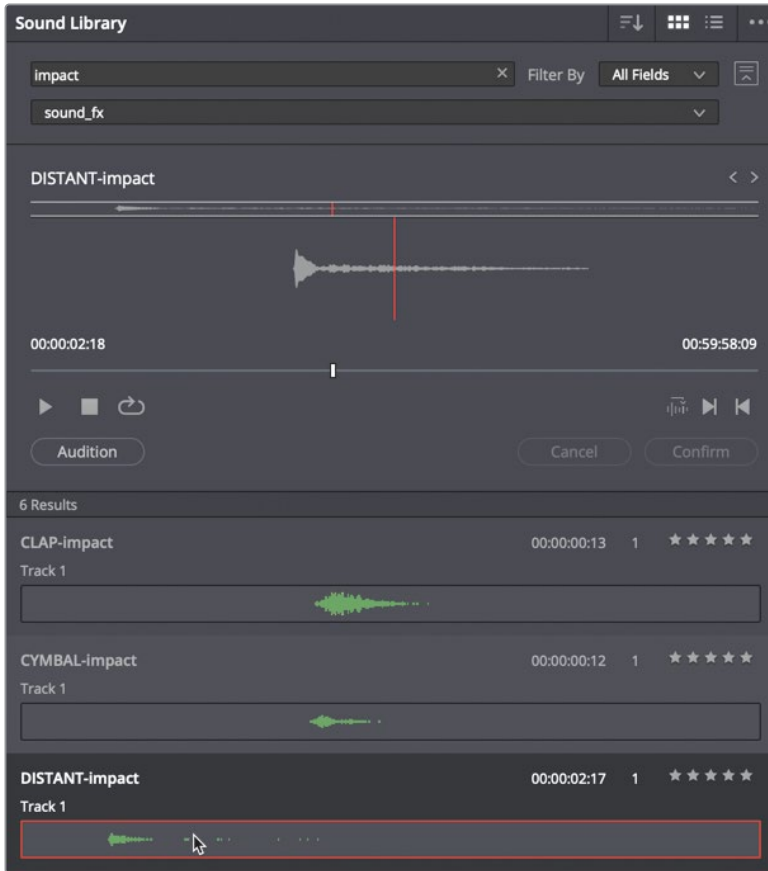 Sound Library
impact Filter By All Fields
sound_fx
DISTANT-impact
00:00:02:18 00:59:58:09
Audition Cancel Confirm
6 Results
CLAP-impact 00:00:00:13 1
Track 1
CYMBAL-impact 00:00:00:12 1
Track 1
DISTANT-impact 00:00:02:17 1
Track 1